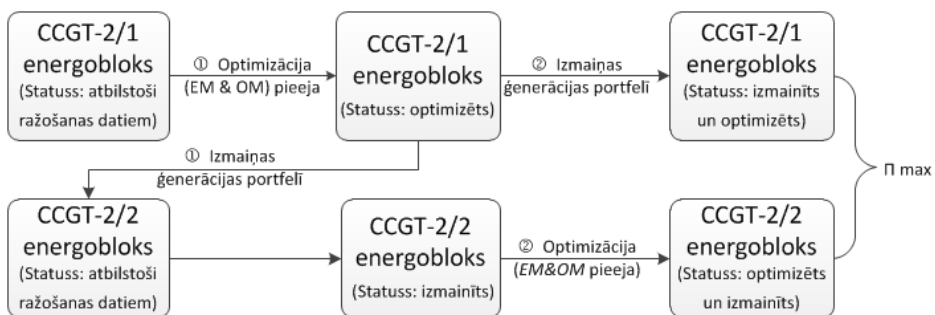 CCGT-2/1
energobloks
(Statuss: atbilstoši
ražošanas datiem)
① Optimizācija
(EM & OM) pieeja
CCGT-2/1
energobloks
(Statuss: optimizēts)
② Izmaiņas
ģenerācijas portfelī
CCGT-2/1
energobloks
(Statuss: izmainīts
un optimizēts)
① Izmaiņas
ģenerācijas portfelī
Π max
CCGT-2/2
energobloks
(Statuss: atbilstoši
ražošanas datiem)
CCGT-2/2
energobloks
(Statuss: izmainīts)
② Optimizācija
(EM&OM pieeja)
CCGT-2/2
energobloks
(Statuss: optimizēts
un izmainīts)